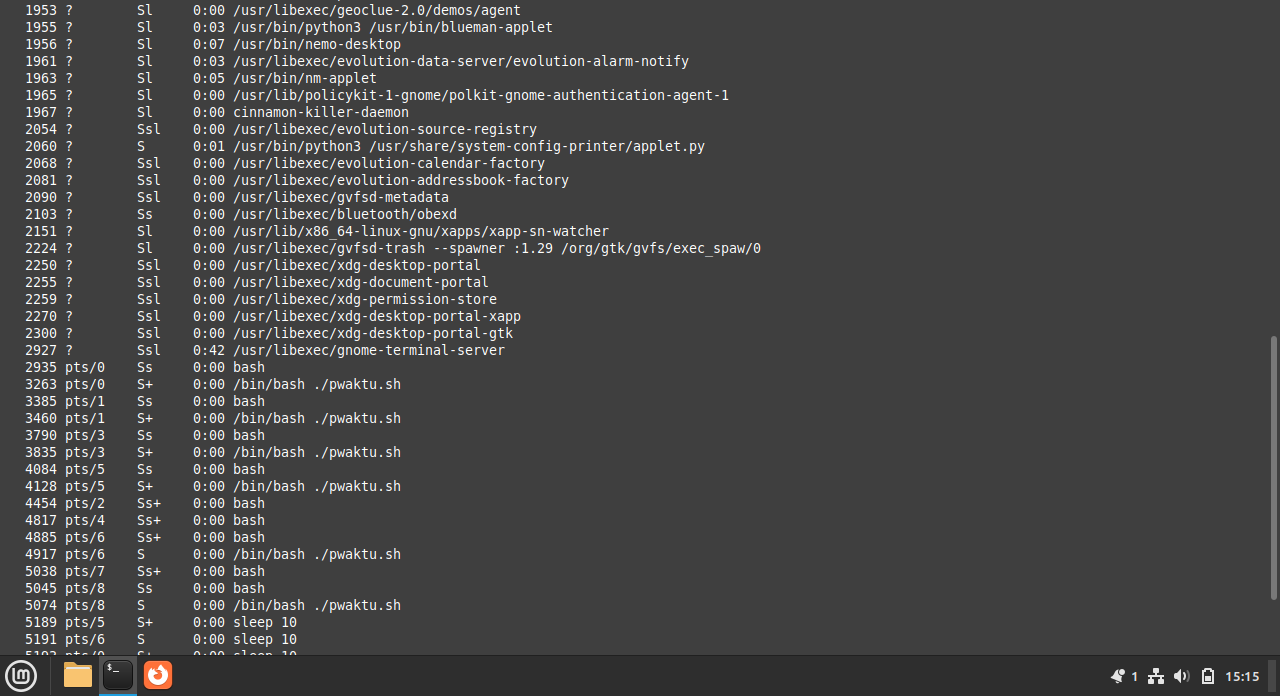 1953 ?        Sl     0:00 /usr/libexec/geoclue-2.0/demos/agent
1955 ?        Sl     0:03 /usr/bin/python3 /usr/bin/blueman-applet
1956 ?        Sl     0:07 /usr/bin/nemo-desktop
1961 ?        Sl     0:03 /usr/libexec/evolution-data-server/evolution-alarm-notify
1963 ?        Sl     0:05 /usr/bin/nm-applet
1965 ?        Sl     0:00 /usr/lib/policykit-1-gnome/polkit-gnome-authentication-agent-1
1967 ?        Sl     0:00 cinnamon-killer-daemon
2054 ?        Ssl    0:00 /usr/libexec/evolution-source-registry
2060 ?        S      0:01 /usr/bin/python3 /usr/share/system-config-printer/applet.py
2068 ?        Ssl    0:00 /usr/libexec/evolution-calendar-factory
2081 ?        Ssl    0:00 /usr/libexec/evolution-addressbook-factory
2090 ?        Ssl    0:00 /usr/libexec/gvfsd-metadata
2103 ?        Ss     0:00 /usr/libexec/bluetooth/obexd
2151 ?        Sl     0:00 /usr/lib/x86_64-linux-gnu/xapps/xapp-sn-watcher
2224 ?        Sl     0:00 /usr/libexec/gvfsd-trash --spawner :1.29 /org/gtk/gvfs/exec_spaw/0
2250 ?        Ssl    0:00 /usr/libexec/xdg-desktop-portal
2255 ?        Ssl    0:00 /usr/libexec/xdg-document-portal
2259 ?        Ssl    0:00 /usr/libexec/xdg-permission-store
2270 ?        Ssl    0:00 /usr/libexec/xdg-desktop-portal-xapp
2300 ?        Ssl    0:00 /usr/libexec/xdg-desktop-portal-gtk
2927 ?        Ssl    0:42 /usr/libexec/gnome-terminal-server
2935 pts/0    Ss     0:00 bash
3263 pts/0    S+     0:00 /bin/bash ./pwaktu.sh
3385 pts/1    Ss     0:00 bash
3460 pts/1    S+     0:00 /bin/bash ./pwaktu.sh
3790 pts/3    Ss     0:00 bash
3835 pts/3    S+     0:00 /bin/bash ./pwaktu.sh
4084 pts/5    Ss     0:00 bash
4128 pts/5    S+     0:00 /bin/bash ./pwaktu.sh
4454 pts/2    Ss+    0:00 bash
4817 pts/4    Ss+    0:00 bash
4885 pts/6    Ss+    0:00 bash
4917 pts/6    S      0:00 /bin/bash ./pwaktu.sh
5038 pts/7    Ss+    0:00 bash
5045 pts/8    Ss     0:00 bash
5074 pts/8    S      0:00 /bin/bash ./pwaktu.sh
5189 pts/5    S+     0:00 sleep 10
5191 pts/6    S      0:00 sleep 10
$_
1 15:15